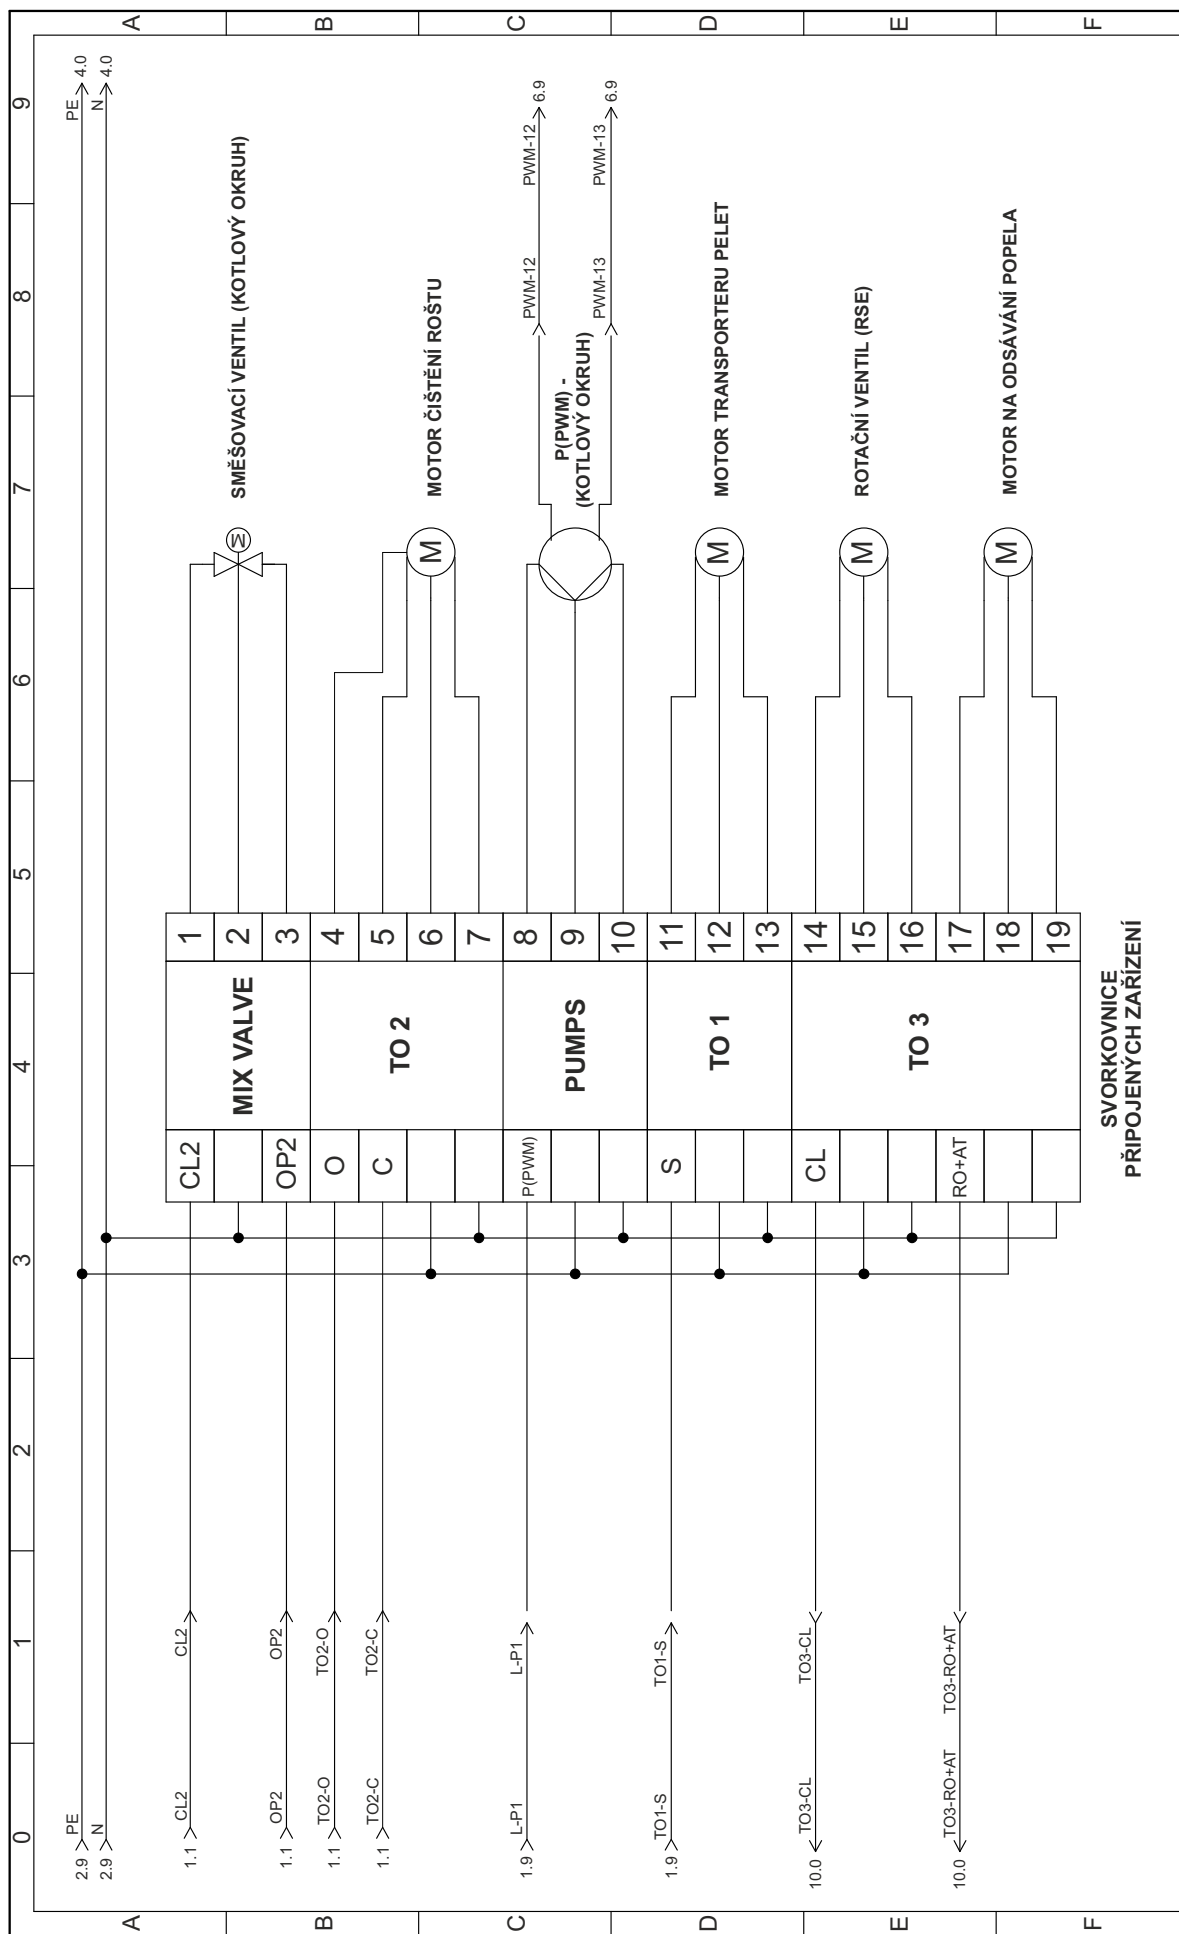 0 1 2 3 4 5 6 7 8 9
A
B
C
D
E
F
A
B
C
D
E
F
2.9 PE PE 4.0
2.9 N N 4.0
1.1 CL2 CL2 CL2 1
MIX VALVE
2
1.1 OP2 OP2 OP2 3
M
SMĚŠOVACÍ VENTIL (KOTLOVÝ OKRUH)
1.1 TO2-O TO2-O O 4
1.1 TO2-C TO2-C C 5
TO 2
6
7
M
MOTOR ČIŠTĚNÍ ROŠTU
1.9 L-P1 L-P1 P(PWM) 8
PUMPS
9
10
P(PWM) -
(KOTLOVÝ OKRUH)
PWM-12 PWM-12 6.9
PWM-13 PWM-13 6.9
1.9 TO1-S TO1-S S 11
TO 1
12
13
M
MOTOR TRANSPORTERU PELET
10.0 TO3-CL TO3-CL CL 14
15
16
TO 3
M
ROTAČNÍ VENTIL (RSE)
10.0 TO3-RO+AT TO3-RO+AT RO+AT 17
18
19
M
MOTOR NA ODSÁVÁNÍ POPELA
SVORKOVNICE
PŘIPOJENÝCH ZAŘÍZENÍ